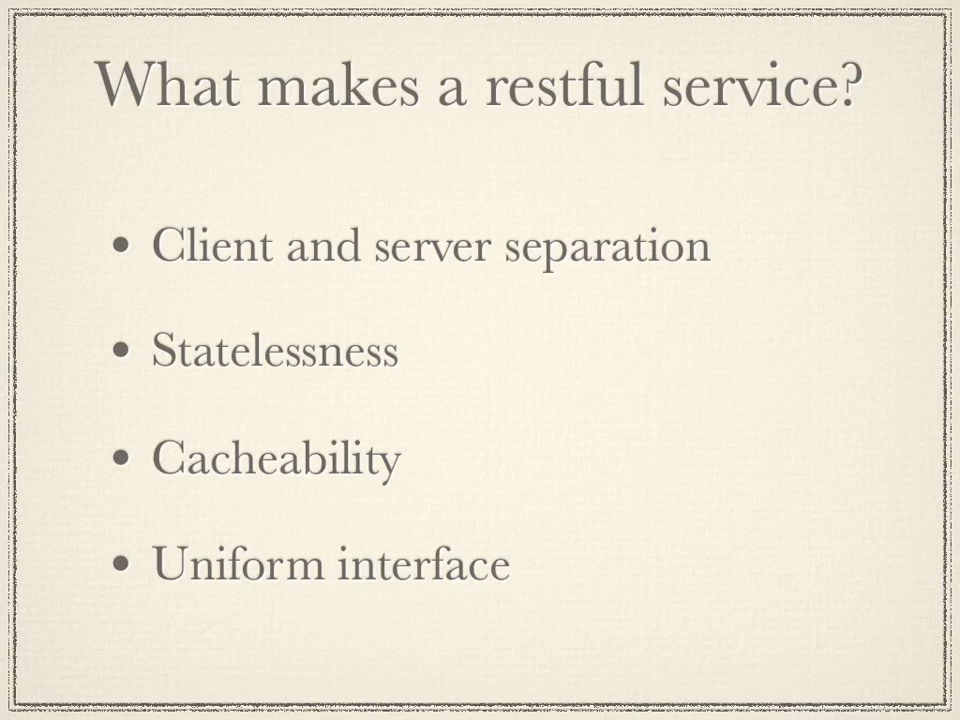 What makes a restful service?
• Client and server separation
• Statelessness
• Cacheability
• Uniform interface